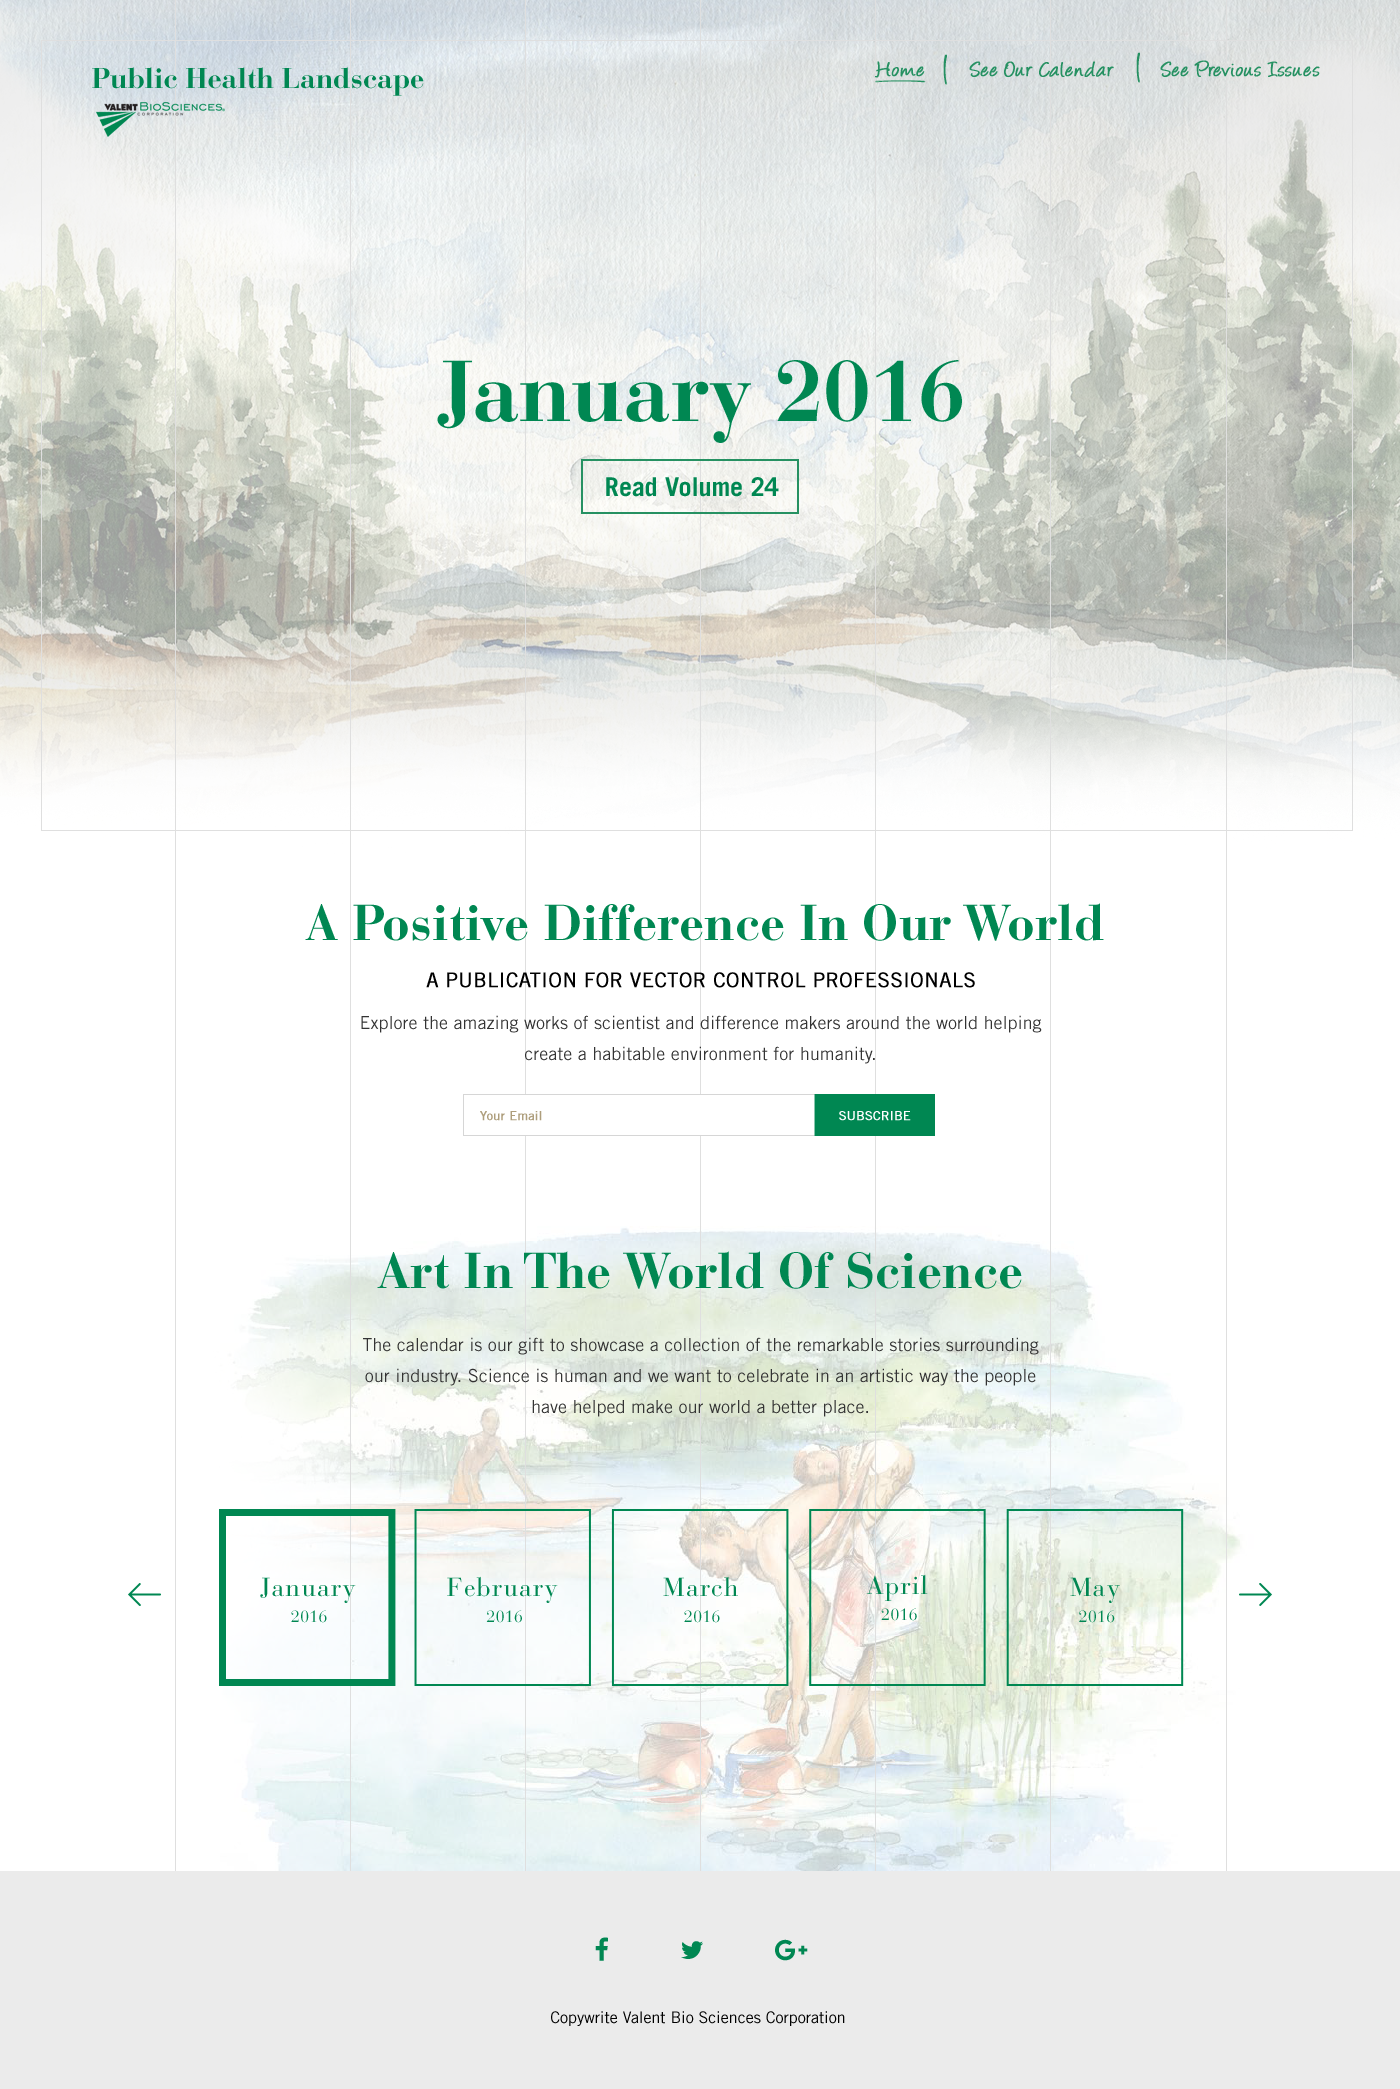 Public Health Landscape
VALENT BIOSCIENCES.
CORPORATION
Home
See Our Calendar
See Previous Issues
January 2016
Read Volume 24
A Positive Difference In Our World
A PUBLICATION FOR VECTOR CONTROL PROFESSIONALS
Explore the amazing works of scientist and difference makers around the world helping
create a habitable environment for humanity.
Your Email
SUBSCRIBE
Art In The World Of Science
The calendar is our gift to showcase a collection of the remarkable stories surrounding
our industry. Science is human and we want to celebrate in an artistic way the people
have helped make our world a better place.
January
2016
February
2016
March
2016
April
2016
May
2016
Copywrite Valent Bio Sciences Corporation